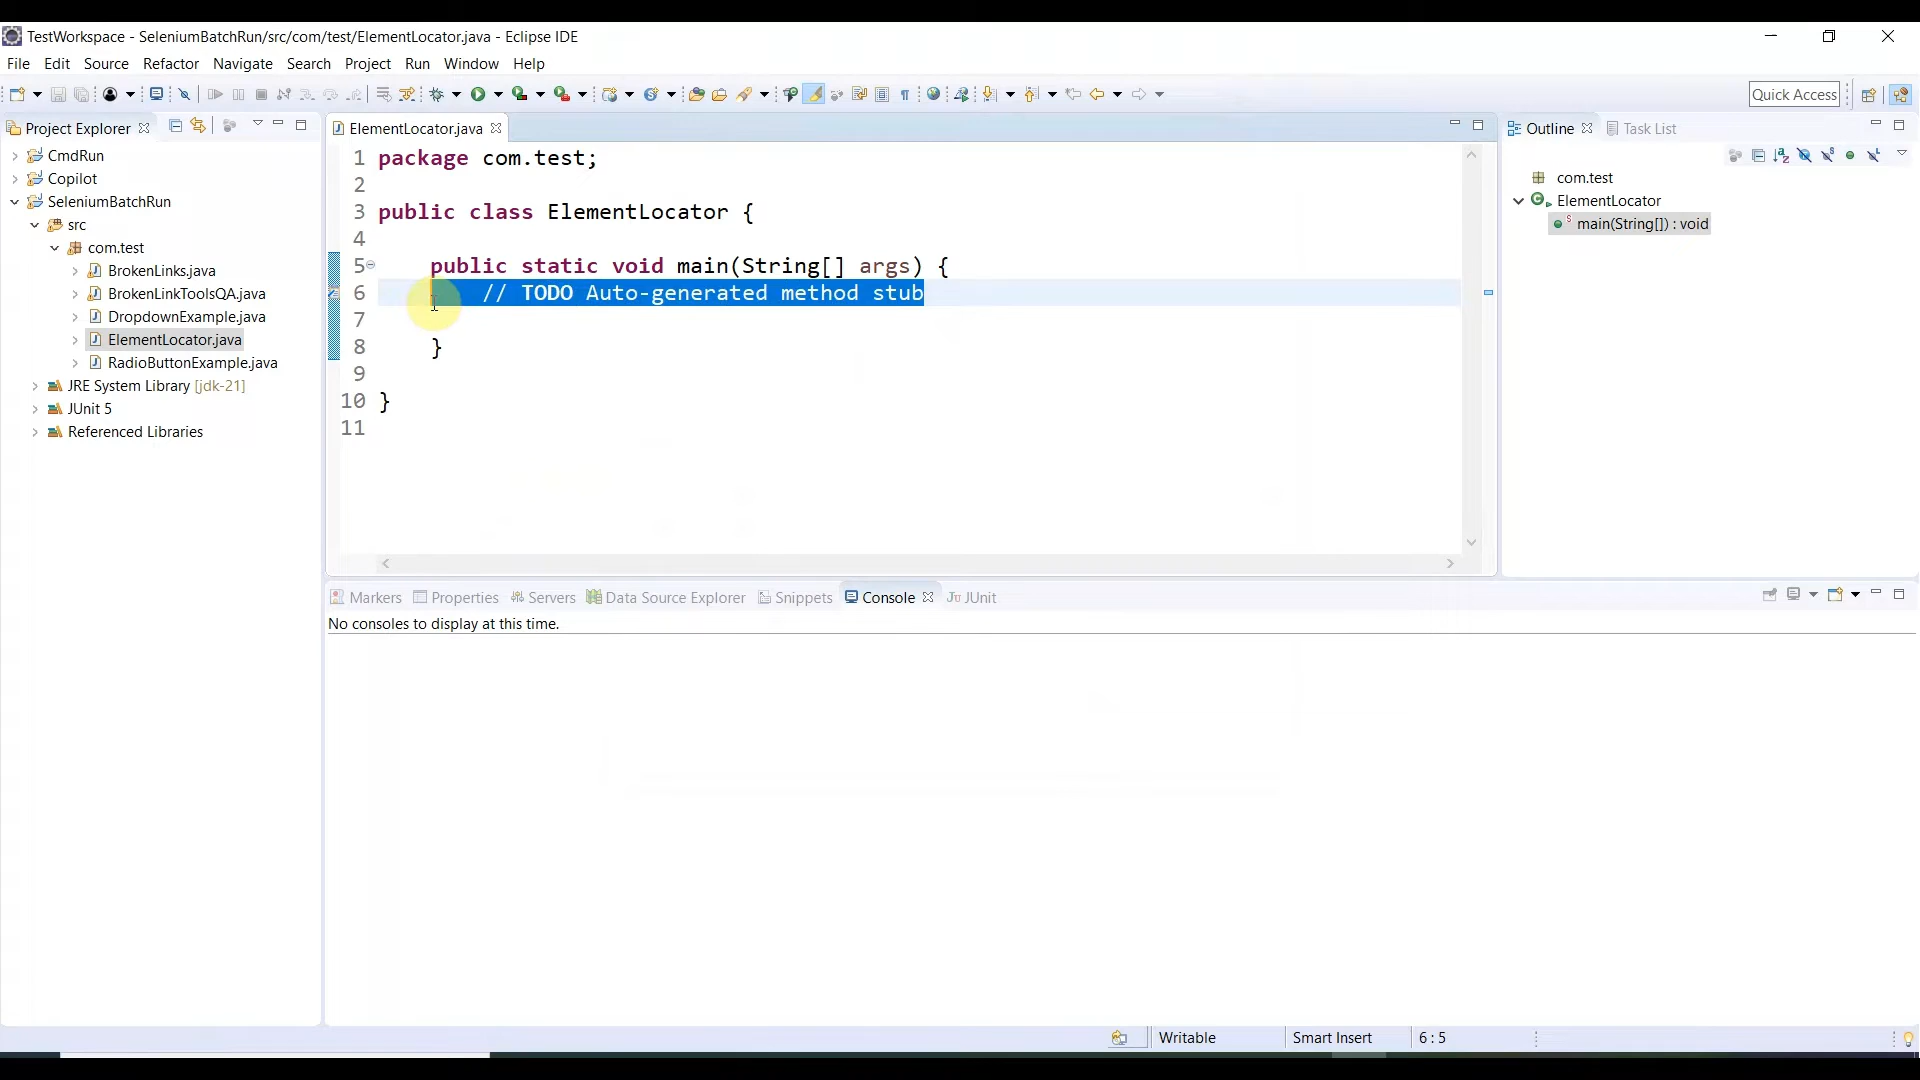 TestWorkspace - SeleniumBatchRun/src/com/test/ElementLocator.java - Eclipse IDE
File Edit Source Refactor Navigate Search Project Run Window Help
Quick Access
Project Explorer
CmdRun
Copilot
SeleniumBatchRun
src
com.test
BrokenLinks.java
BrokenLinkToolsQA.java
DropdownExample.java
ElementLocator.java
RadioButtonExample.java
JRE System Library [jdk-21]
JUnit 5
Referenced Libraries
ElementLocator.java
1 package com.test;
2
3 public class ElementLocator {
4
5 public static void main(String[] args) {
6 // TODO Auto-generated method stub
7
8 }
9
10 }
11
Outline Task List
com.test
ElementLocator
main(String[]) : void
Markers Properties Servers Data Source Explorer Snippets Console JUnit
No consoles to display at this time.
Writable Smart Insert 6 : 5